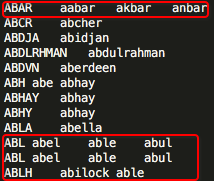 ABAR aabar akbar anbar
ABCR abcher
ABDJA abidjan
ABDLRHMAN abdulrahman
ABDVN aberdeen
ABH abe abhay
ABHAY abhay
ABHY abhay
ABLA abella
ABL abel able abul
ABL abel able abul
ABLH abilock able